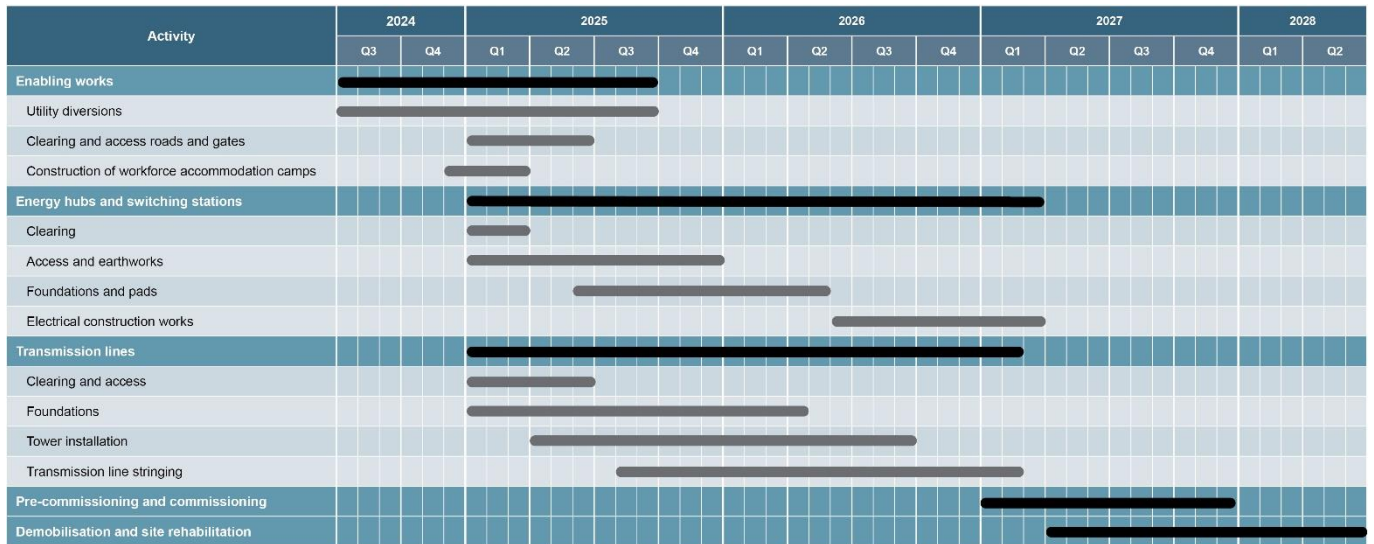 Activity
2024 2025 2026 2027 2028
Q3 Q4 Q1 Q2 Q3 Q4 Q1 Q2 Q3 Q4 Q1 Q2 Q3 Q4 Q1 Q2
Enabling works
Utility diversions
Clearing and access roads and gates
Construction of workforce accommodation camps
Energy hubs and switching stations
Clearing
Access and earthworks
Foundations and pads
Electrical construction works
Transmission lines
Clearing and access
Foundations
Tower installation
Transmission line stringing
Pre-commissioning and commissioning
Demobilisation and site rehabilitation